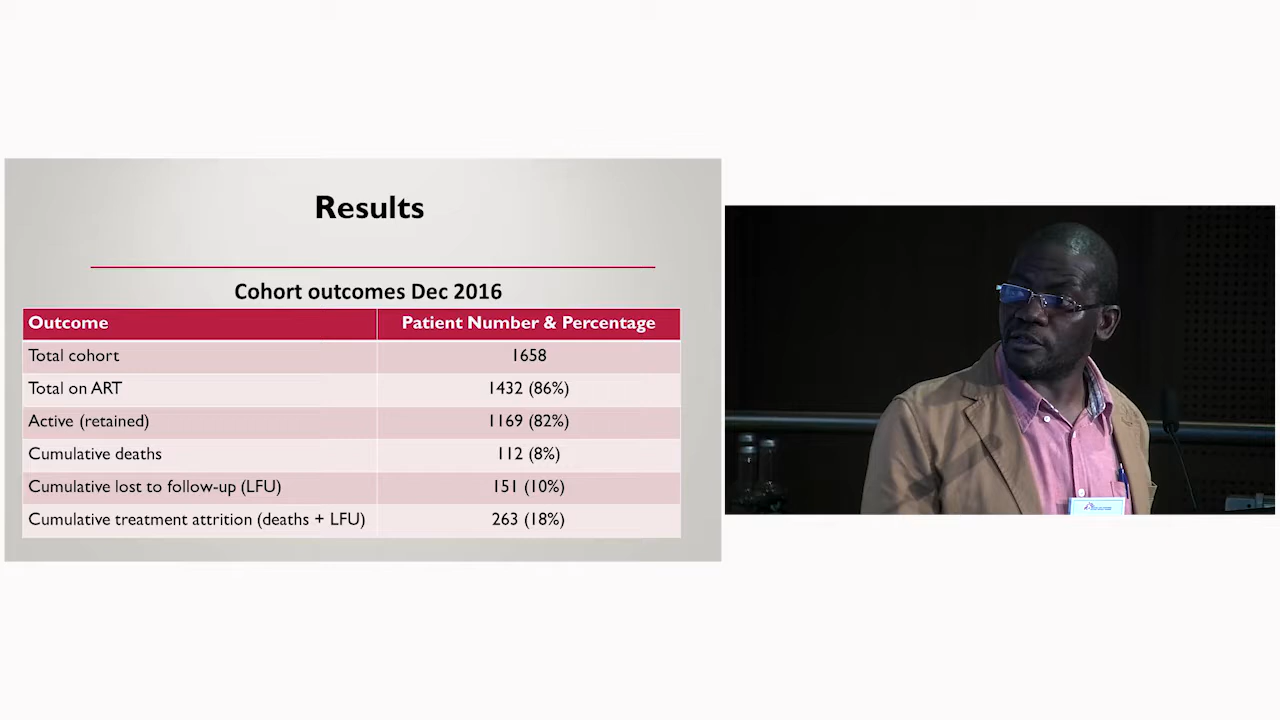 Results
Cohort outcomes Dec 2016
Outcome Patient Number & Percentage
Total cohort 1658
Total on ART 1432 (86%)
Active (retained) 1169 (82%)
Cumulative deaths 112 (8%)
Cumulative lost to follow-up (LFU) 151 (10%)
Cumulative treatment attrition (deaths + LFU) 263 (18%)